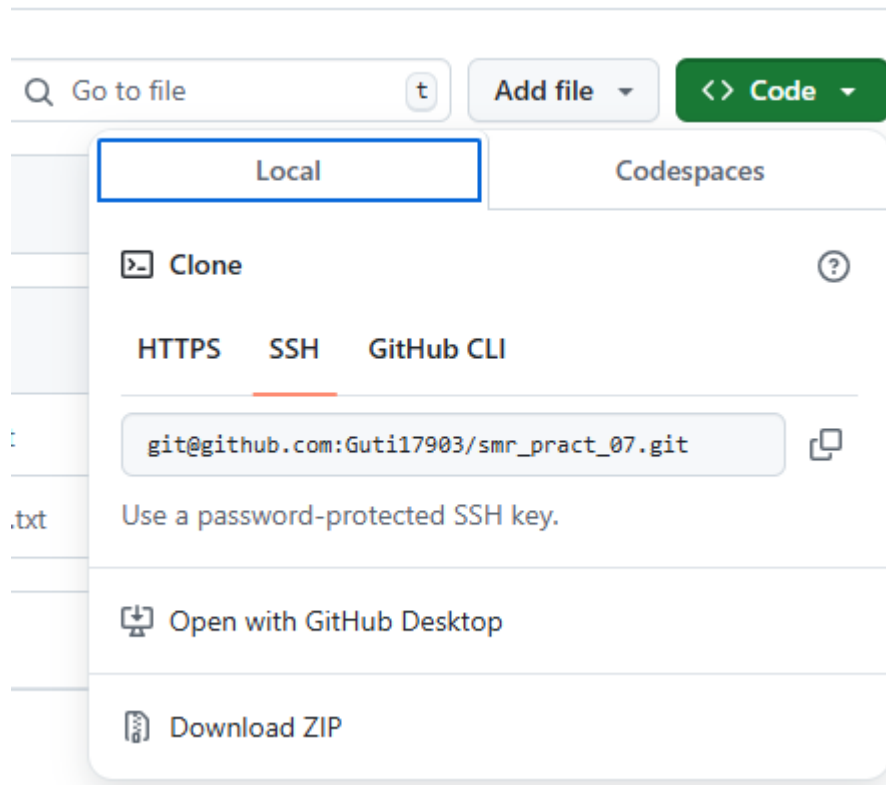 Go to file t Add file <> Code
Local Codespaces
Clone
HTTPS SSH GitHub CLI
git@github.com:Guti17903/smr_pract_07.git
.txt Use a password-protected SSH key.
Open with GitHub Desktop
Download ZIP